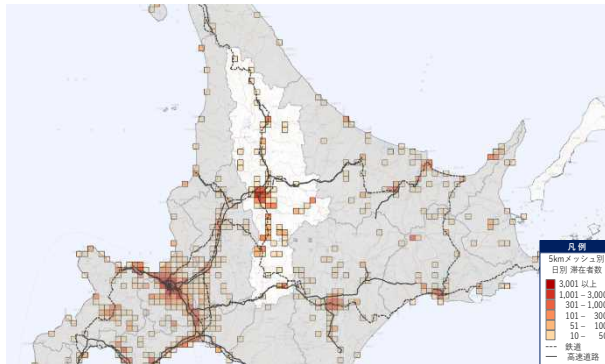 凡 例
5kmメッシュ別
日別 滞在者数
3,001 以上
1,001 – 3,000
301 – 1,000
101 – 300
51 – 100
10 – 50
鉄道
高速道路